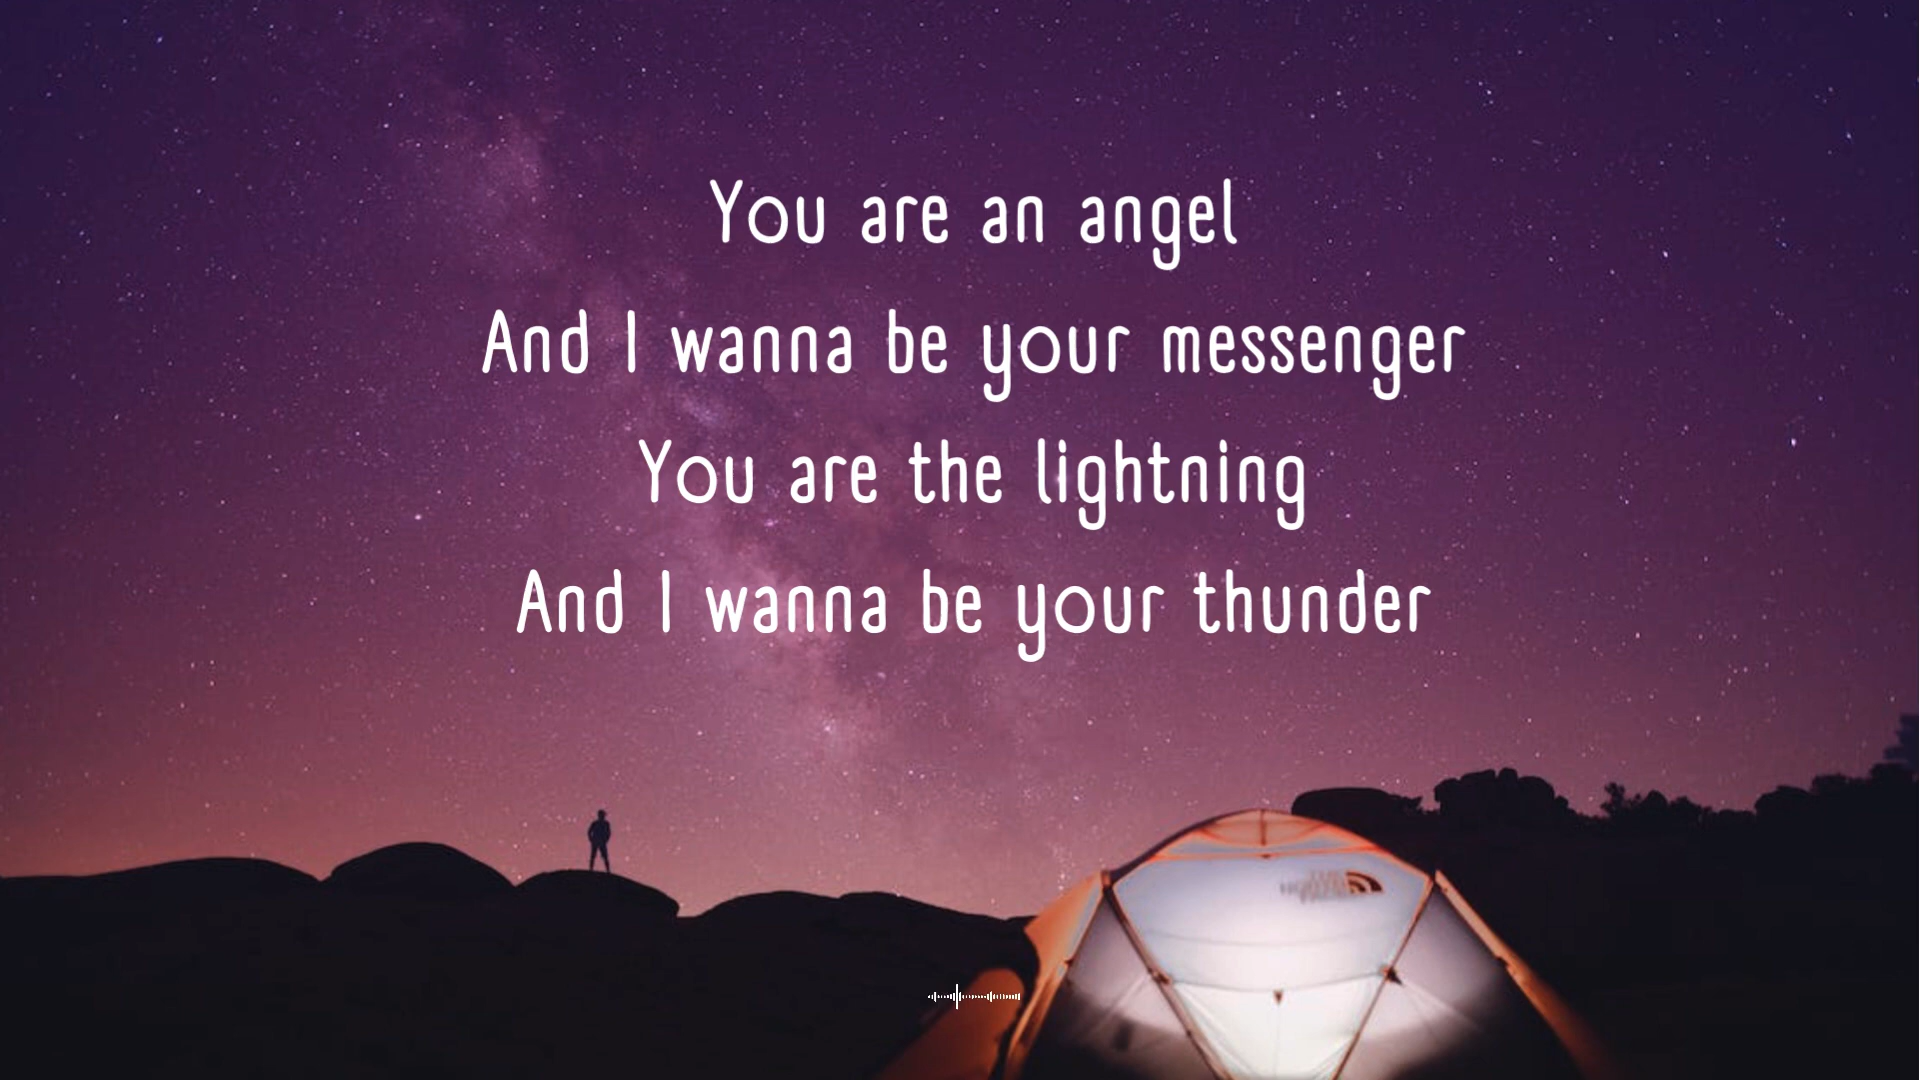 You are an angel
And I wanna be your messenger
You are the lightning
And I wanna be your thunder